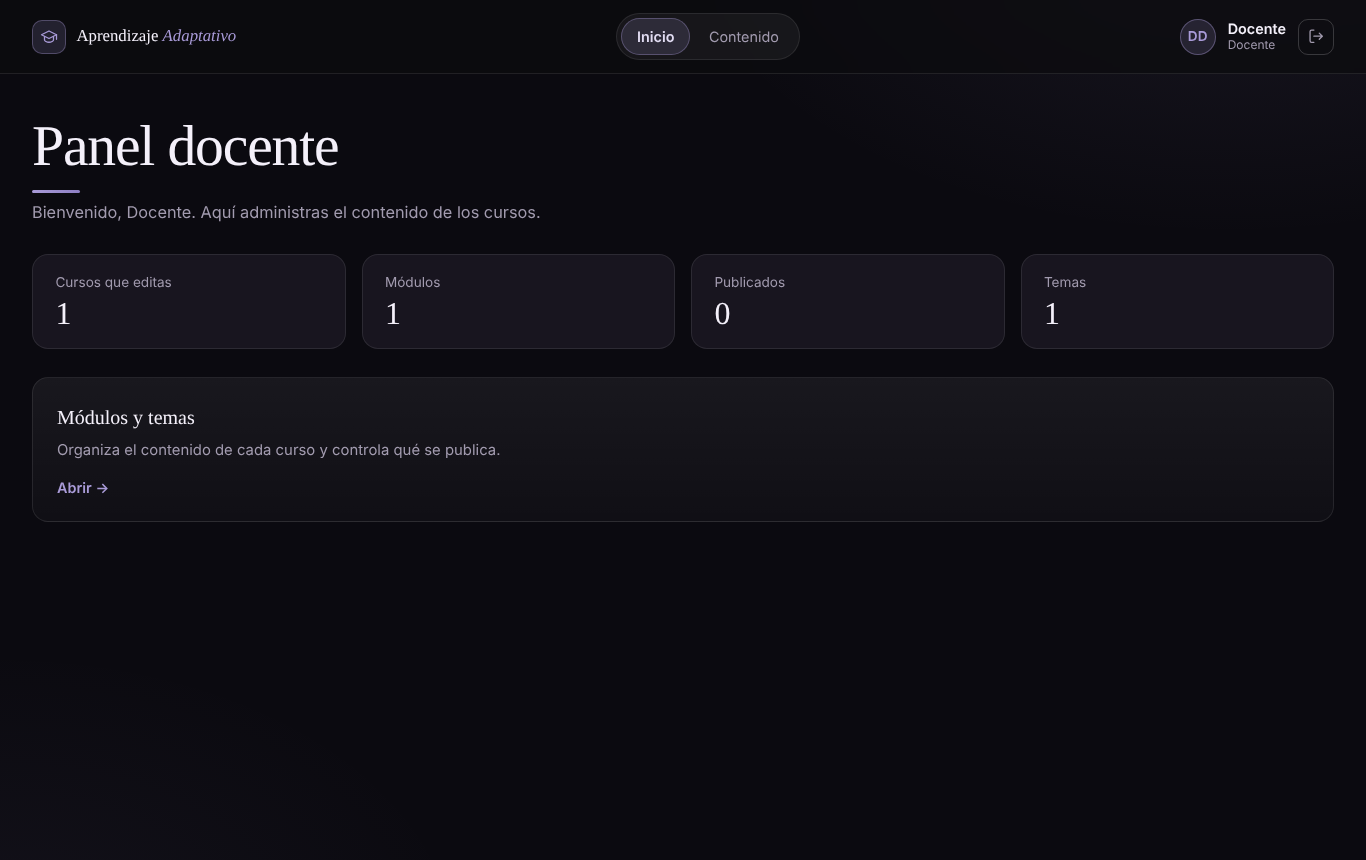 Aprendizaje Adaptativo
Inicio
Contenido
DD
Docente
Docente
Panel docente
Bienvenido, Docente. Aquí administras el contenido de los cursos.
Cursos que editas
1
Módulos
1
Publicados
0
Temas
1
Módulos y temas
Organiza el contenido de cada curso y controla qué se publica.
Abrir →